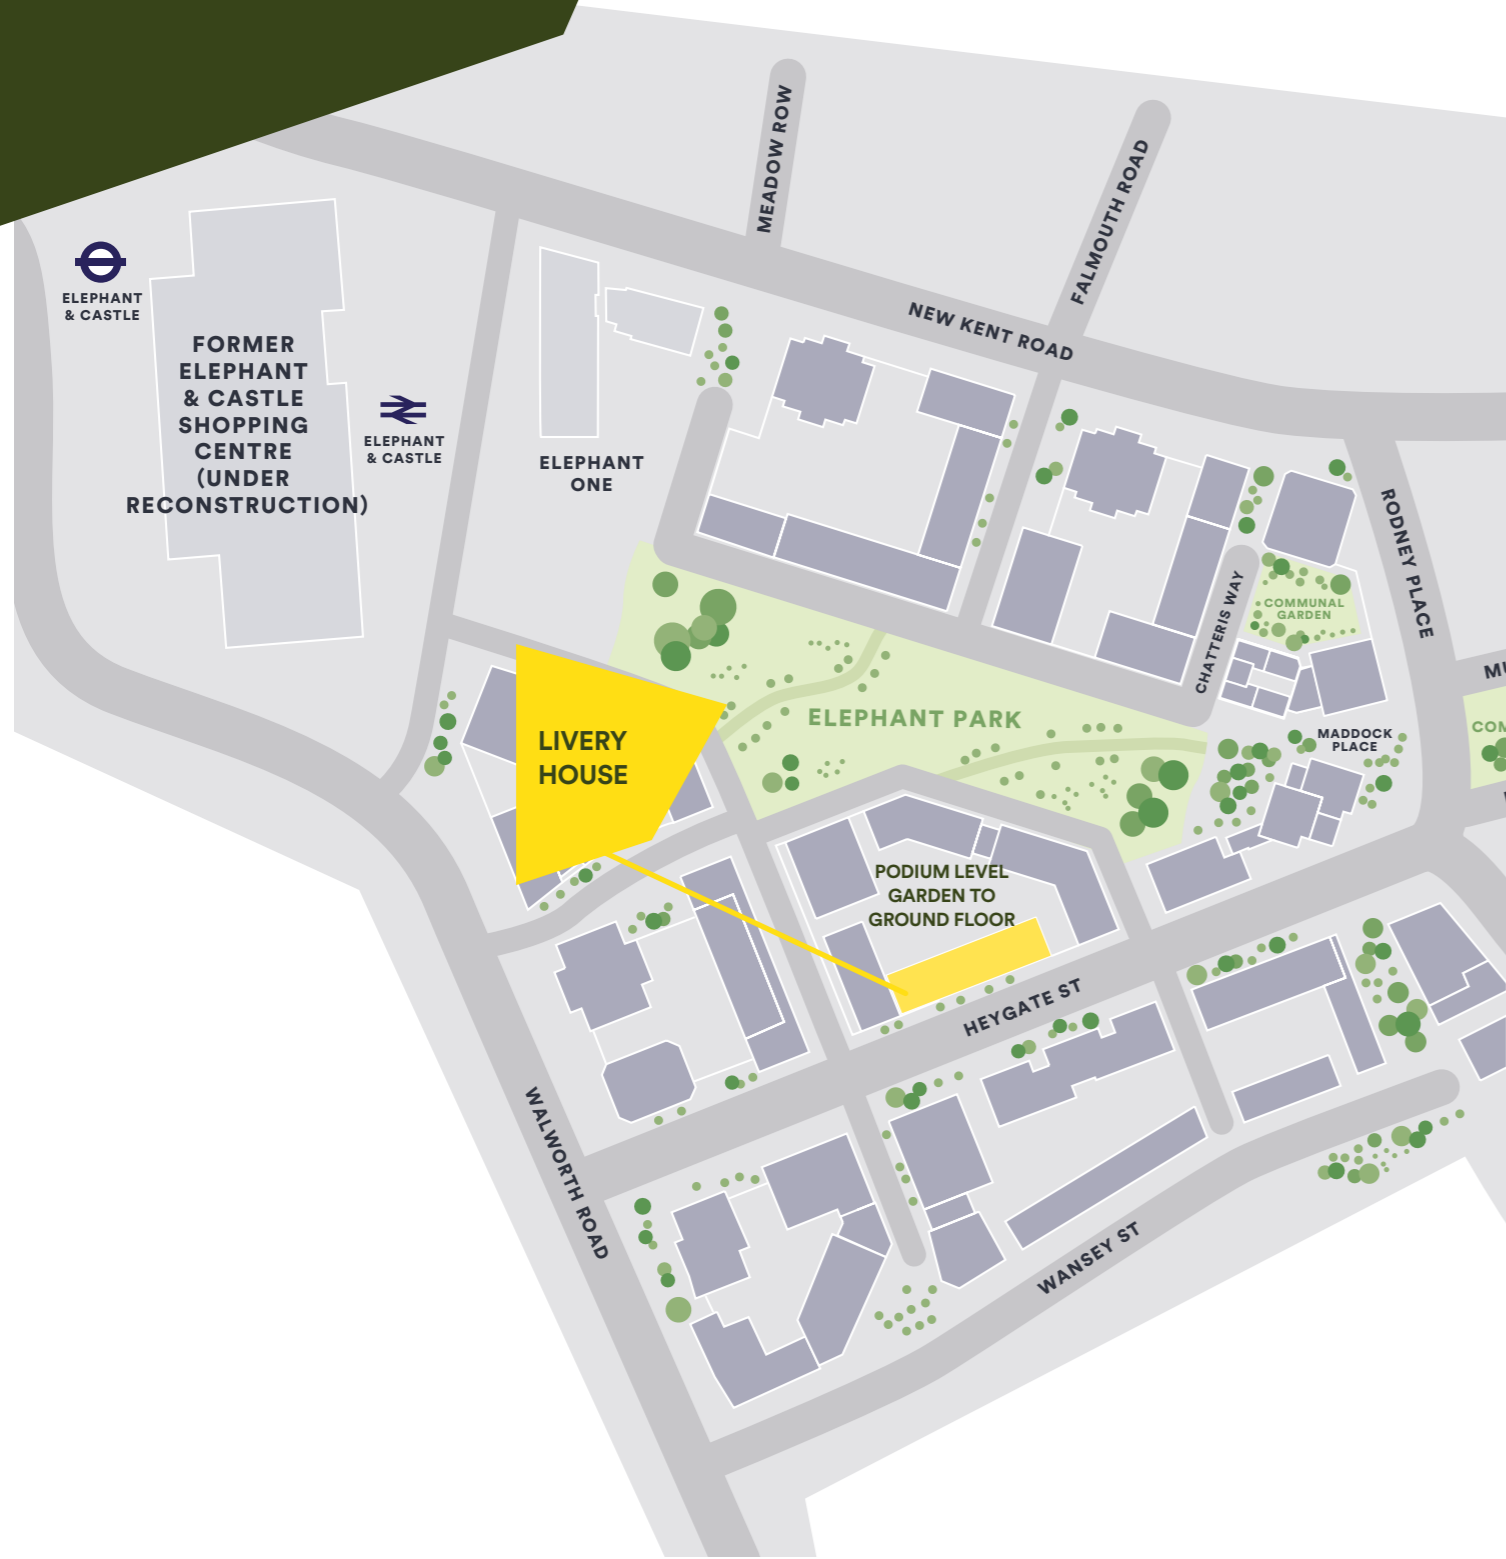 MEADOW ROW
FALMOUTH ROAD
ELEPHANT
& CASTLE
NEW KENT ROAD
FORMER
ELEPHANT
& CASTLE
SHOPPING
CENTRE
(UNDER
RECONSTRUCTION)
ELEPHANT
& CASTLE
ELEPHANT
ONE
RODNEY PLACE
CHATTERIS WAY
COMMUNAL
GARDEN
ELEPHANT PARK
MADDOCK
PLACE
LIVERY
HOUSE
PODIUM LEVEL
GARDEN TO
GROUND FLOOR
HEYGATE ST
WALWORTH ROAD
WANSEY ST